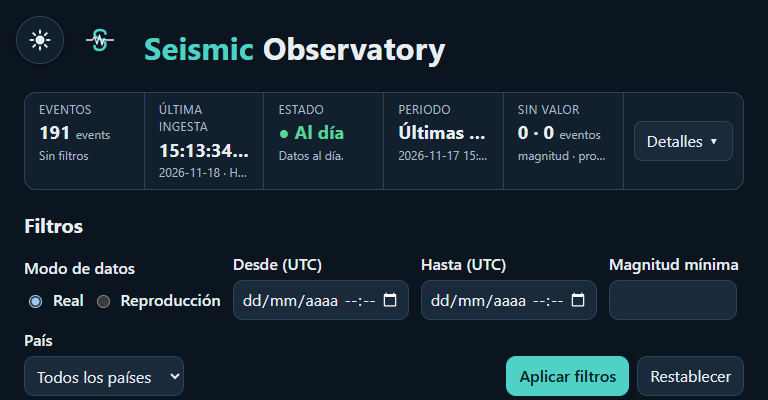 Seismic Observatory
EVENTOS
191 events
Sin filtros
ÚLTIMA
INGESTA
15:13:34...
2026-11-18 · H...
ESTADO
● Al día
Datos al día.
PERIODO
Últimas ...
2026-11-17 15:...
SIN VALOR
0 · 0 eventos
magnitud · pro...
Detalles ▾
Filtros
Modo de datos
Real
Reproducción
Desde (UTC)
dd/mm/aaaa --:--
Hasta (UTC)
dd/mm/aaaa --:--
Magnitud mínima
País
Todos los países
Aplicar filtros
Restablecer